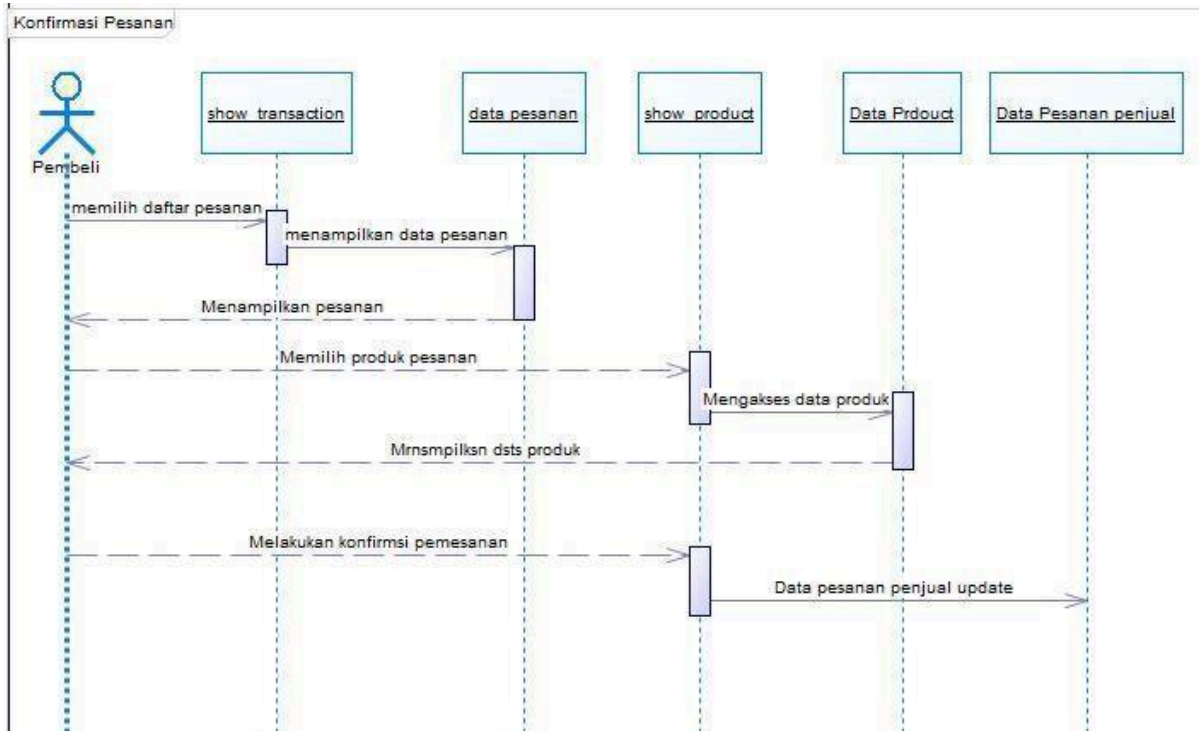 Konfirmasi Pesanan
show_transaction
data pesanan
show_product
Data Prdouct
Data Pesanan penjual
Pembeli
memilih daftar pesanan
menampilkan data pesanan
Menampilkan pesanan
Memilih produk pesanan
Mengakses data produk
Mrnsmpilksn dsts produk
Melakukan konfirmsi pemesanan
Data pesanan penjual update